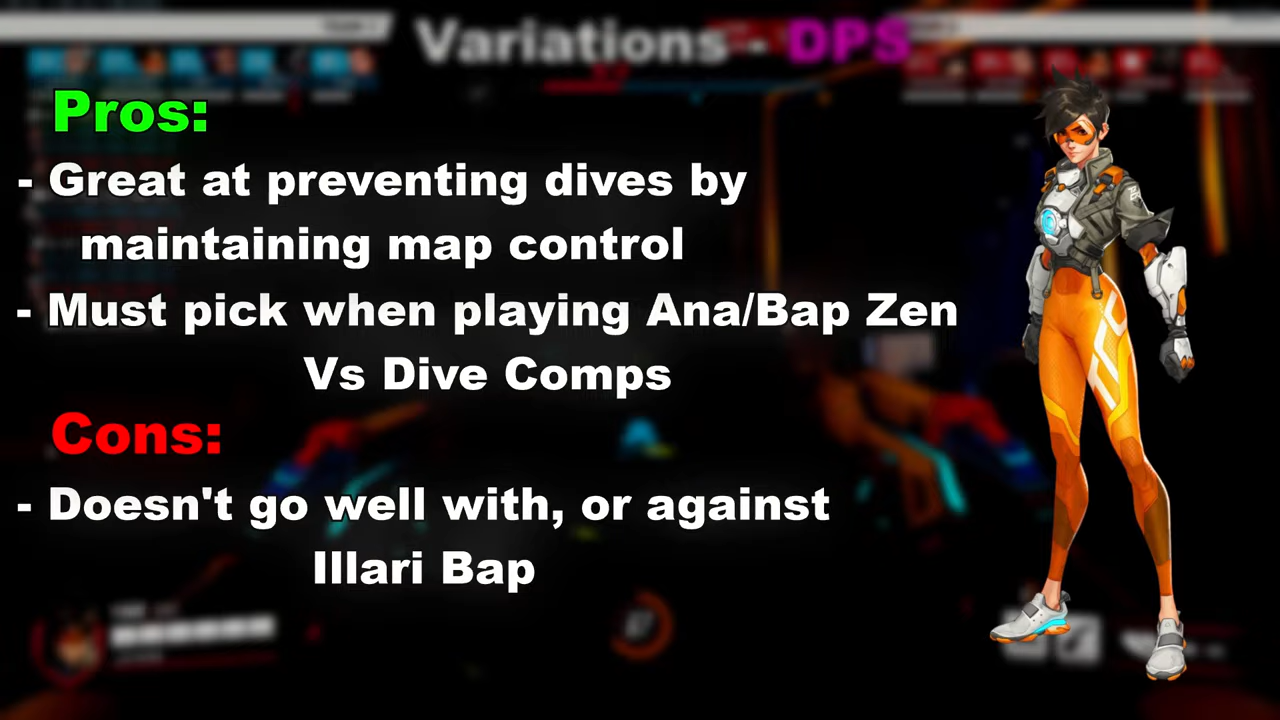 Variations - DPS
Pros:
- Great at preventing dives by
maintaining map control
- Must pick when playing Ana/Bap Zen
Vs Dive Comps
Cons:
- Doesn't go well with, or against
Illari Bap